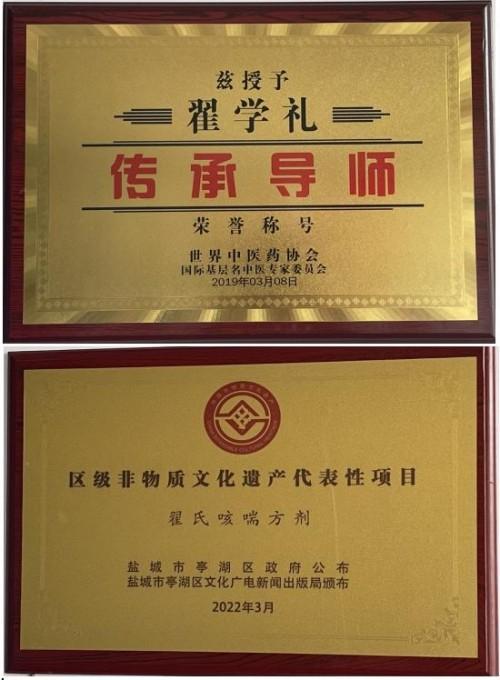 兹授予
翟学礼
传承导师
荣誉称号
世界中医药协会
国际基层名中医专家委员会
2019年03月08日
区级非物质文化遗产代表性项目
翟氏咳喘方剂
盐城市亭湖区政府公布
盐城市亭湖区文化广电新闻出版局颁布
2022年3月